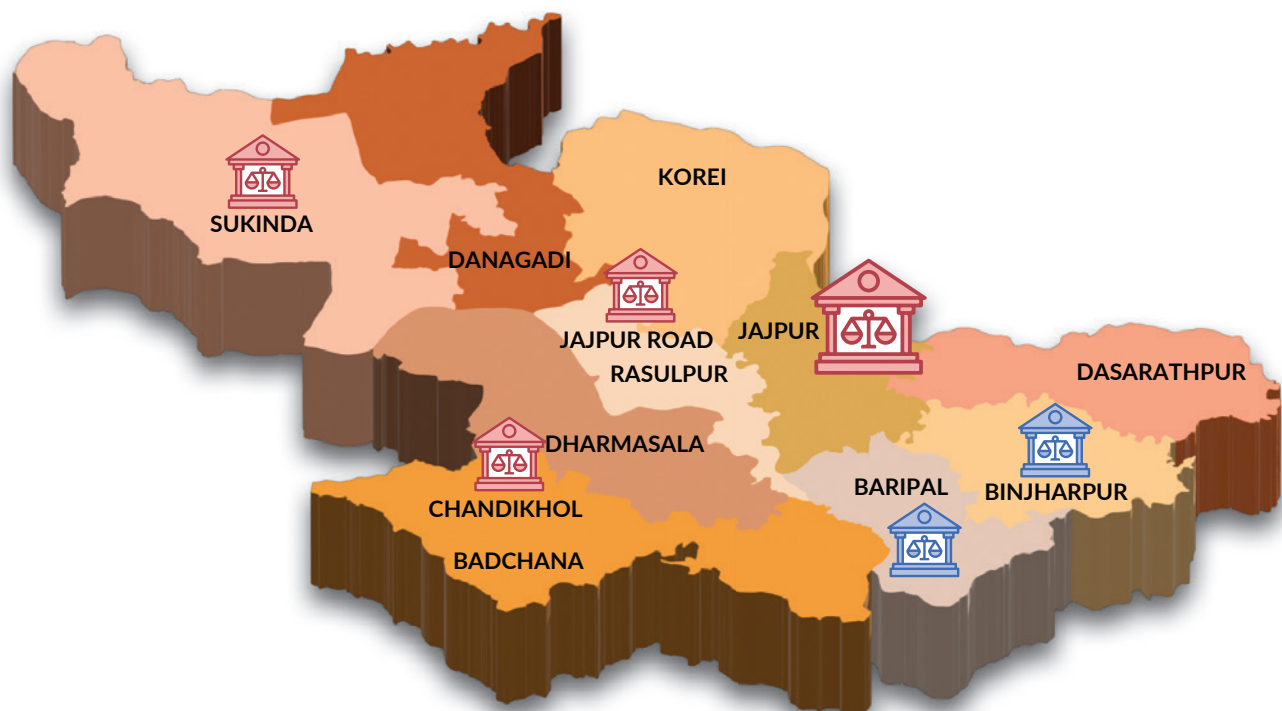 KOREI
SUKINDA
DANAGADI
JAJPUR ROAD
JAJPUR
RASULPUR
DASARATHPUR
DHARMASALA
BARIPAL
BINJHARPUR
CHANDIKHOL
BADCHANA